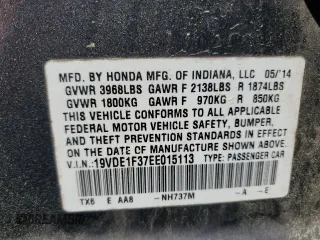 MFD. BY HONDA MFG. OF INDIANA, LLC 05/14
GVWR 3968LBS GAWR F 2138LBS R 1874LBS
GVWR 1800KG GAWR F 970KG R 850KG
THIS VEHICLE CONFORMS TO ALL APPLICABLE
FEDERAL MOTOR VEHICLE SAFETY, BUMPER,
AND THEFT PREVENTION STANDARDS IN
EFFECT ON THE DATE OF MANUFACTURE
SHOWN ABOVE.
V.I.N.:19VDE1F37EE015113 TYPE: PASSENGER CAR
TX6 E AA8 -NH737M -A -E